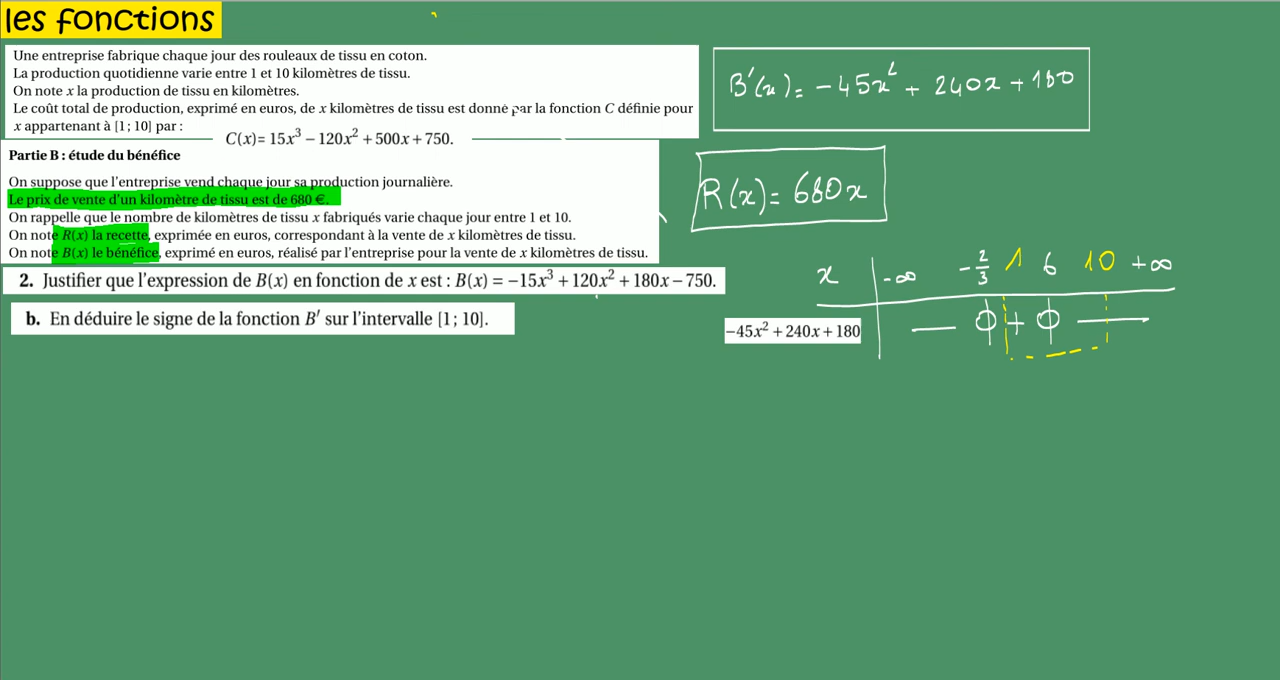 les fonctions
Une entreprise fabrique chaque jour des rouleaux de tissu en coton.
La production quotidienne varie entre 1 et 10 kilomètres de tissu.
On note x la production de tissu en kilomètres.
Le coût total de production, exprimé en euros, de x kilomètres de tissu est donné par la fonction C définie pour
x appartenant à [1 ; 10] par :
C(x)= 15x³ − 120x² + 500x + 750.
Partie B : étude du bénéfice
On suppose que l'entreprise vend chaque jour sa production journalière.
Le prix de vente d'un kilomètre de tissu est de 680 €.
On rappelle que le nombre de kilomètres de tissu x fabriqués varie chaque jour entre 1 et 10.
On note R(x) la recette, exprimée en euros, correspondant à la vente de x kilomètres de tissu.
On note B(x) le bénéfice, exprimé en euros, réalisé par l'entreprise pour la vente de x kilomètres de tissu.
2. Justifier que l'expression de B(x) en fonction de x est : B(x) = −15x³ + 120x² + 180x − 750.
b. En déduire le signe de la fonction B′ sur l'intervalle [1 ; 10].
B′(x) = −45x² + 240x + 180
R(x) = 680x
x -∞ -2/3 1 6 10 +∞
−45x² + 240x + 180 − 0 + 0 −